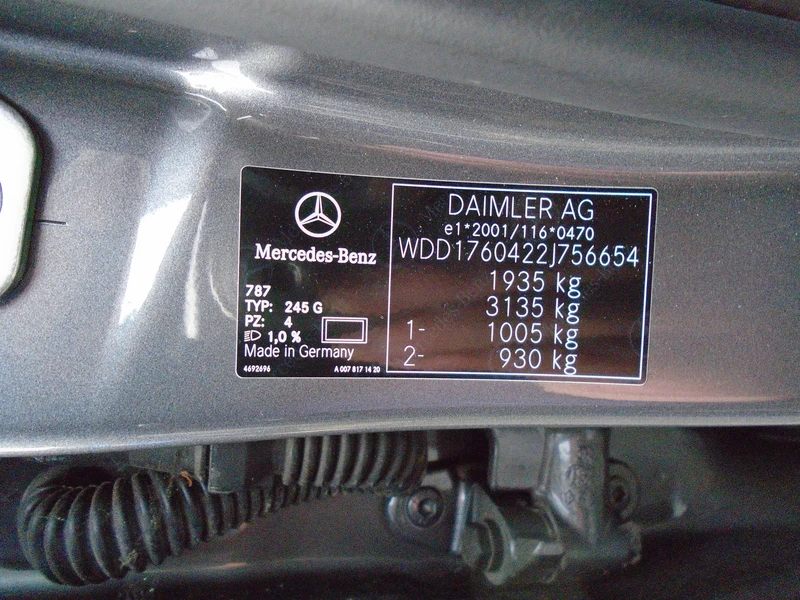 Mercedes-Benz
787
TYP: 245 G
PZ: 4
1,0 %
Made in Germany
4692696
A 007 817 14 20
DAIMLER AG
e1*2001/116*0470
WDD1760422J756654
1935 kg
3135 kg
1- 1005 kg
2- 930 kg